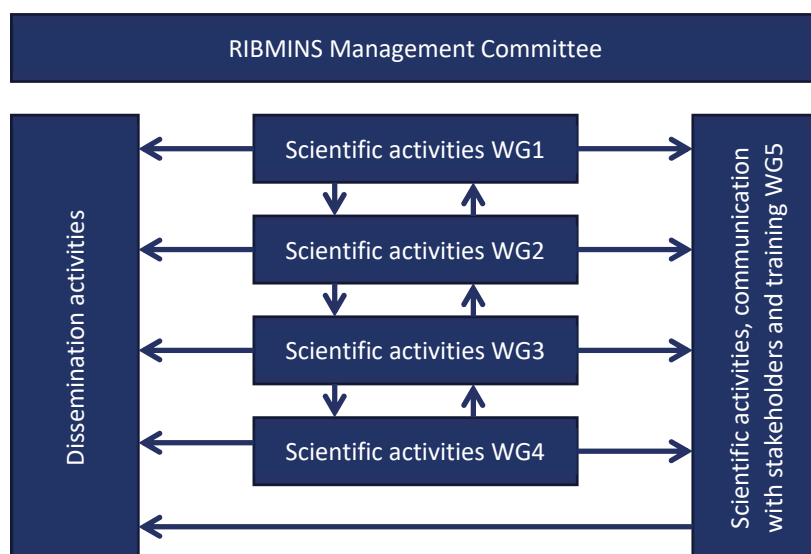 RIBMINS Management Committee
Dissemination activities
Scientific activities WG1
Scientific activities WG2
Scientific activities WG3
Scientific activities WG4
Scientific activities, communication
with stakeholders and training WG5